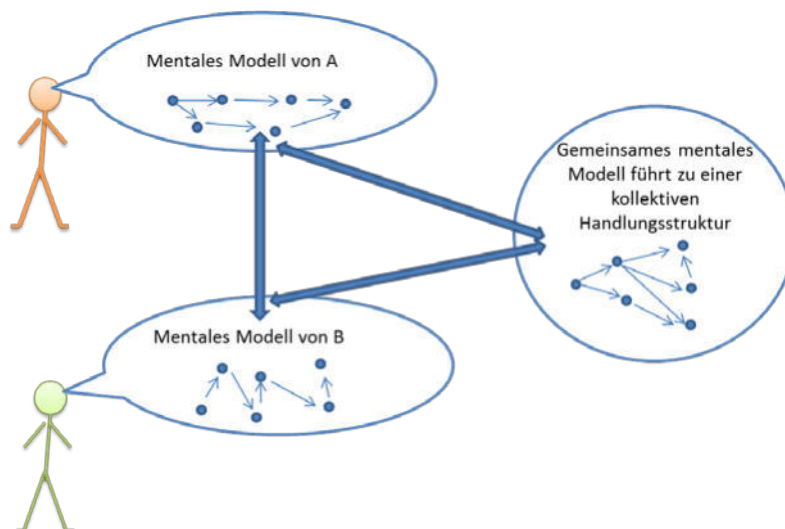 Mentales Modell von A
Gemeinsames mentales
Modell führt zu einer
kollektiven
Handlungsstruktur
Mentales Modell von B